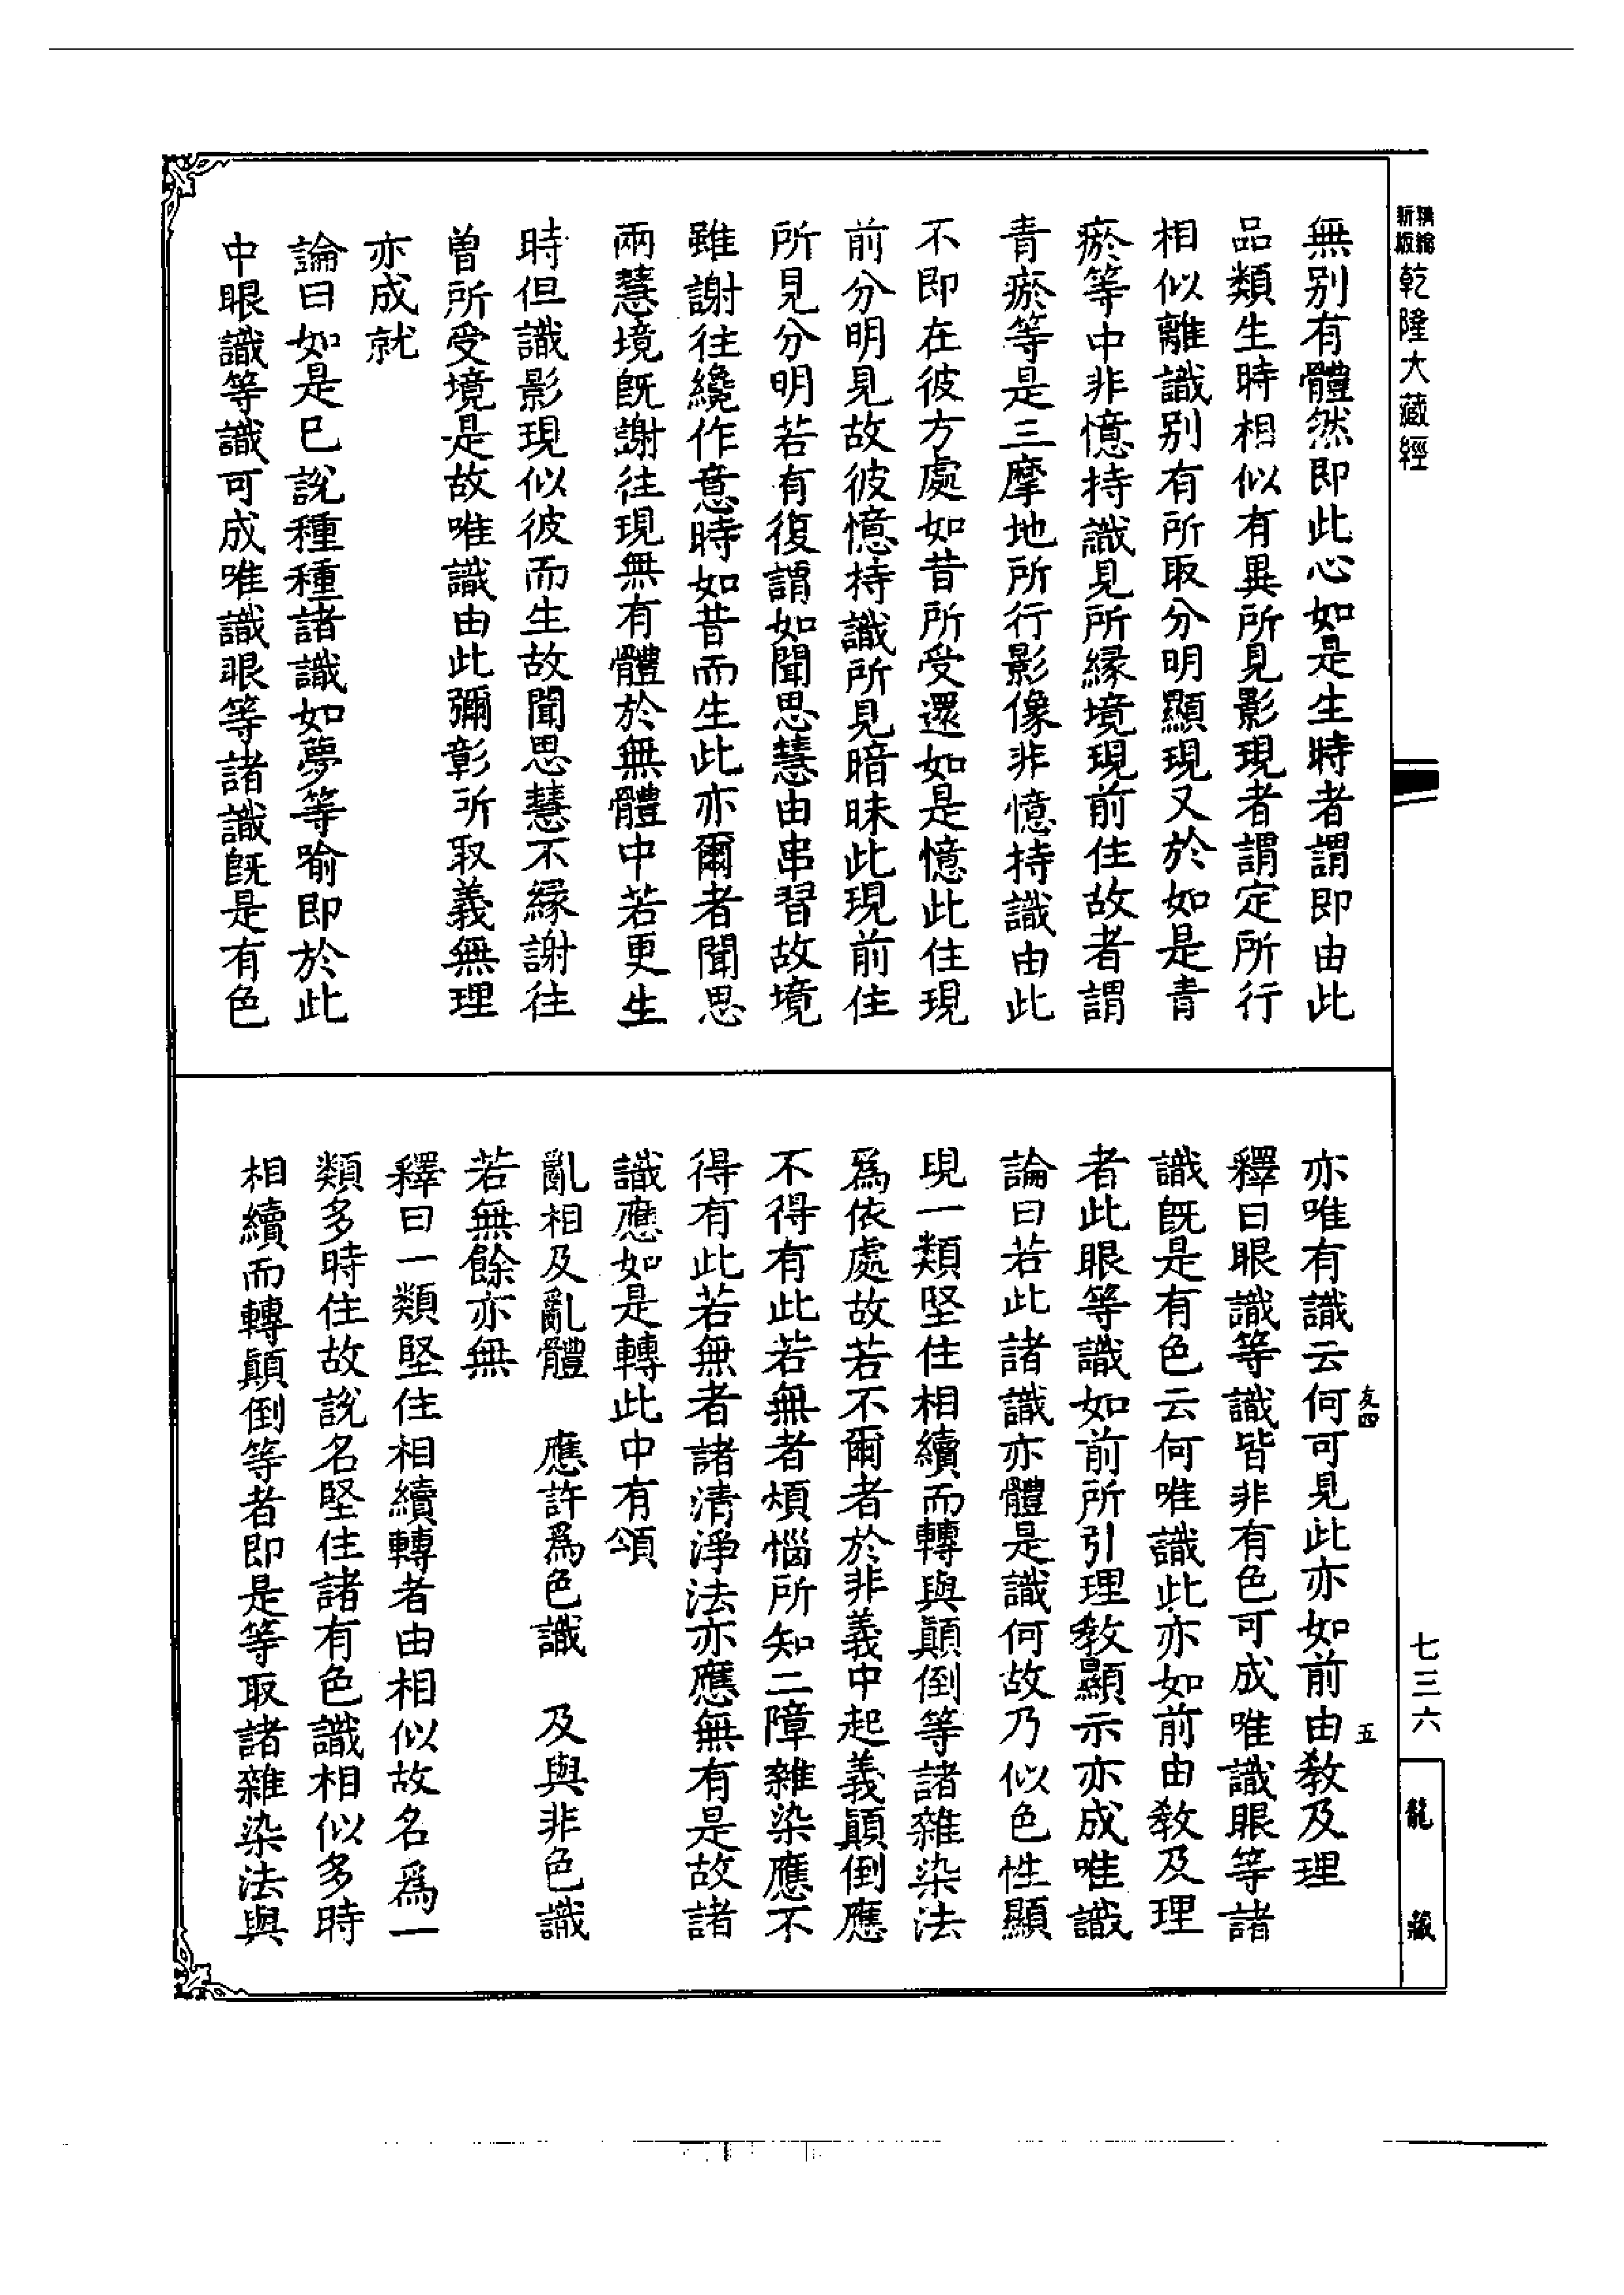 新版 精縮 乾隆大藏經
無别有體然即此心如是生時者謂即由此
品類生時相似有異所見影現者謂定所行
相似離識别有所取分明顯現又於如是青
瘀等中非憶持識見所緣境現前住故者謂
青瘀等是三摩地所行影像非憶持識由此
不即在彼方處如昔所受還如是憶此住現
前分明見故彼憶持識所見暗昧此現前住
所見分明若有復謂如聞思慧由串習故境
雖謝往纔作意時如昔而生此亦爾者聞思
兩慧境旣謝往現無有體於無體中若更生
時但識影現似彼而生故聞思慧不緣謝往
曾所受境是故唯識由此彌彰所取義無理
亦成就
論曰如是已說種種諸識如夢等喻即於此
中眼識等識可成唯識眼等諸識旣是有色
亦唯有識云何可見此亦如前由教及理
釋曰眼識等識皆非有色可成唯識眼等諸
識旣是有色云何唯識此亦如前由教及理
者此眼等識如前所引理教顯示亦成唯識
論曰若此諸識亦體是識何故乃似色性顯
現一類堅住相續而轉與顚倒等諸雜染法
爲依處故若不爾者於非義中起義顚倒應
不得有此若無者煩惱所知二障雜染應不
得有此若無者諸清淨法亦應無有是故諸
識應如是轉此中有頌
亂相及亂體　應許爲色識　及與非色識
若無餘亦無
釋曰一類堅住相續轉者由相似故名爲一
類多時住故說名堅住諸有色識相似多時
相續而轉顚倒等者即是等取諸雜染法與
友四
五
七三六
龍藏